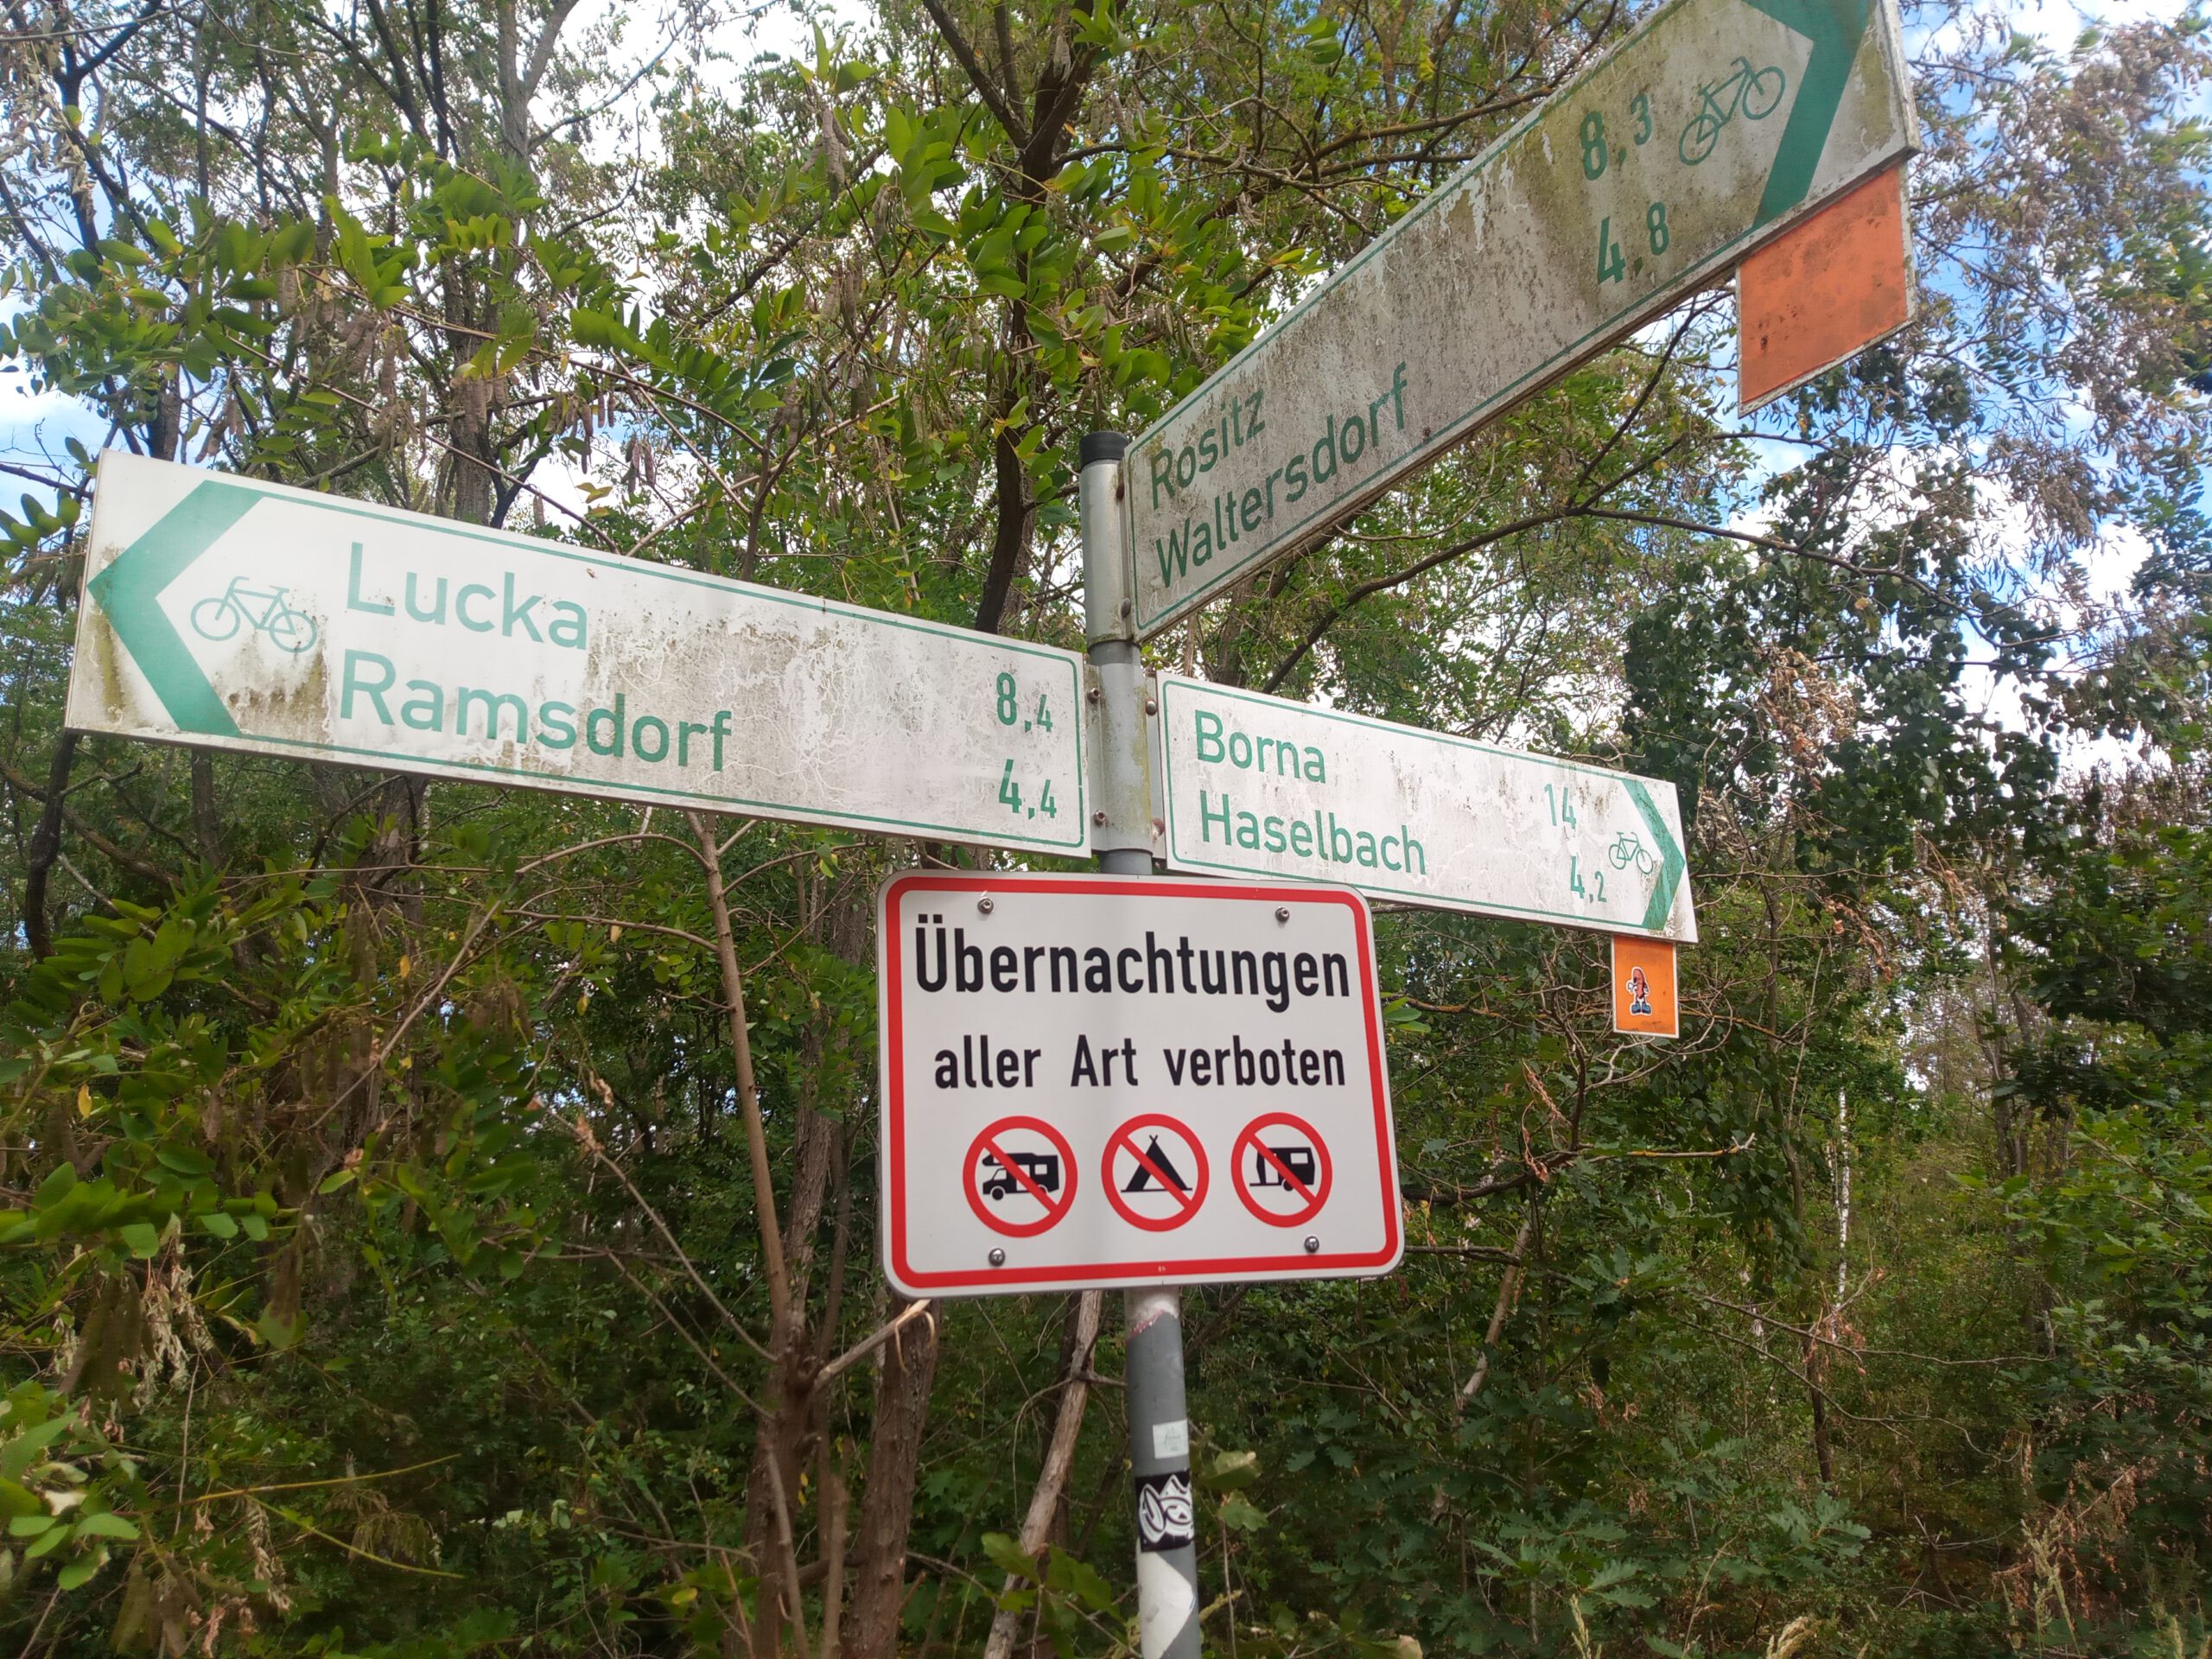 Rositz 8,3
Waltersdorf 4,8
Lucka 8,4
Ramsdorf 4,4
Borna 14
Haselbach 4,2
Übernachtungen
aller Art verboten